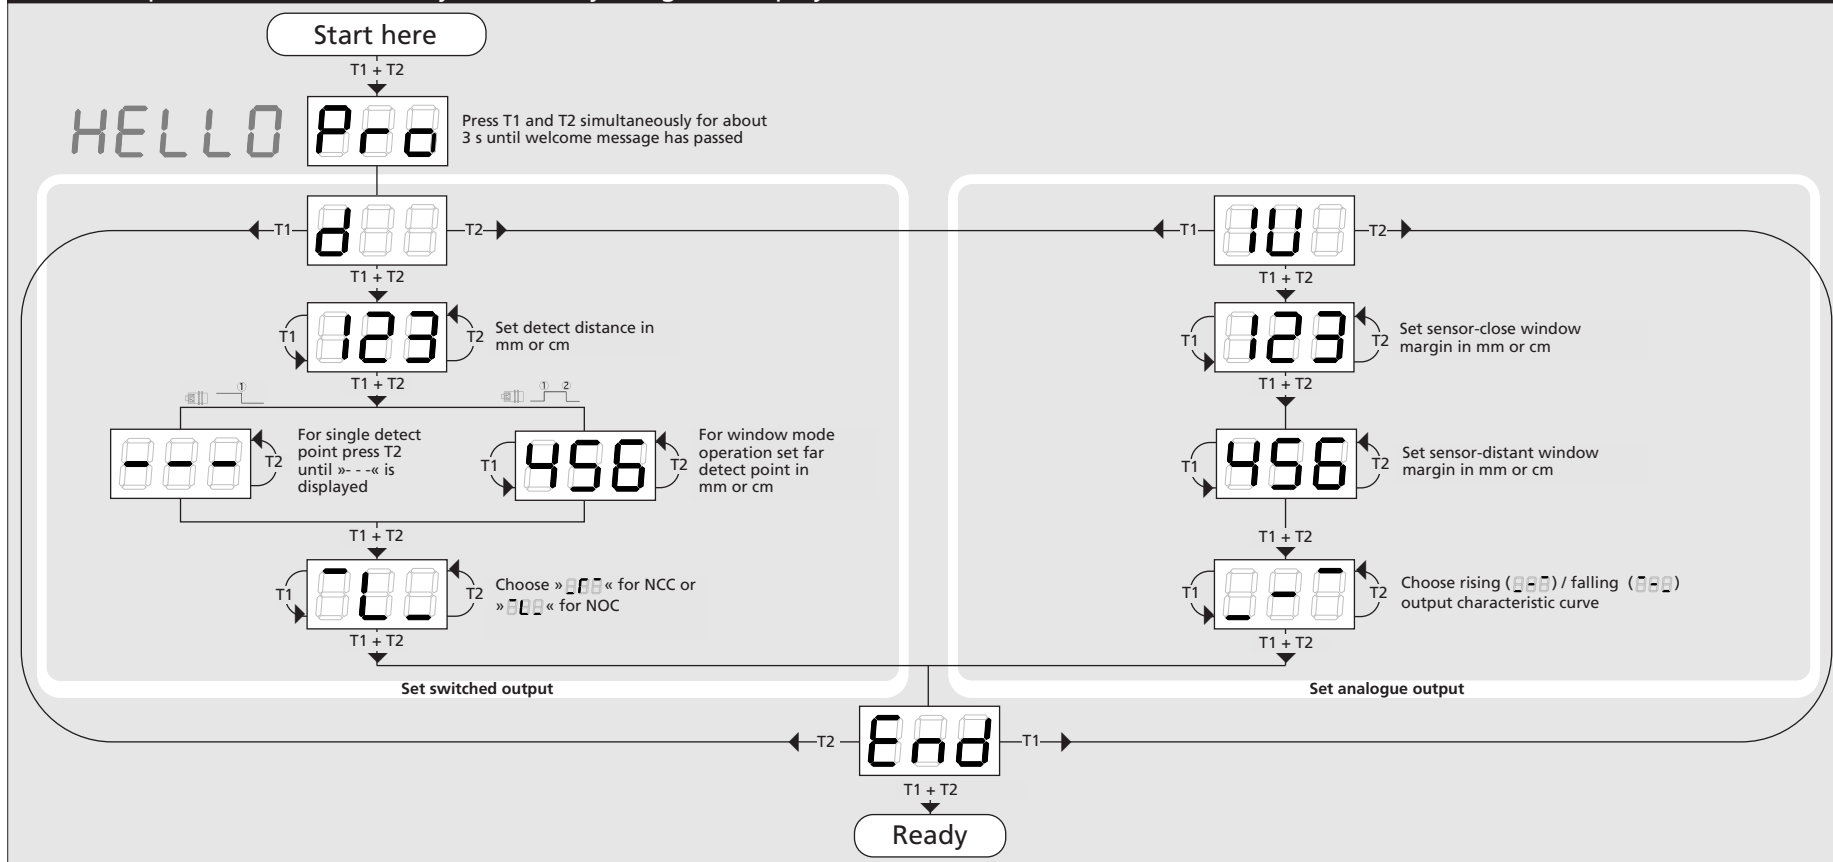 Start here
T1 + T2
HELLO
Pro
Press T1 and T2 simultaneously for about
3 s until welcome message has passed
T1
d
T2
T1
IU
T2
T1 + T2
T1 + T2
T1
123
T2
Set detect distance in
mm or cm
T1
123
T2
Set sensor-close window
margin in mm or cm
T1 + T2
T1 + T2
1
1 2
---
T2
For single detect
point press T2
until »- - -« is
displayed
T1
456
T2
For window mode
operation set far
detect point in
mm or cm
T1
456
T2
Set sensor-distant window
margin in mm or cm
T1 + T2
T1 + T2
T1
T2
Choose » « for NCC or
» « for NOC
T1
T2
Choose rising ( ) / falling ( )
output characteristic curve
T1 + T2
T1 + T2
Set switched output
Set analogue output
T2
End
T1
T1 + T2
Ready